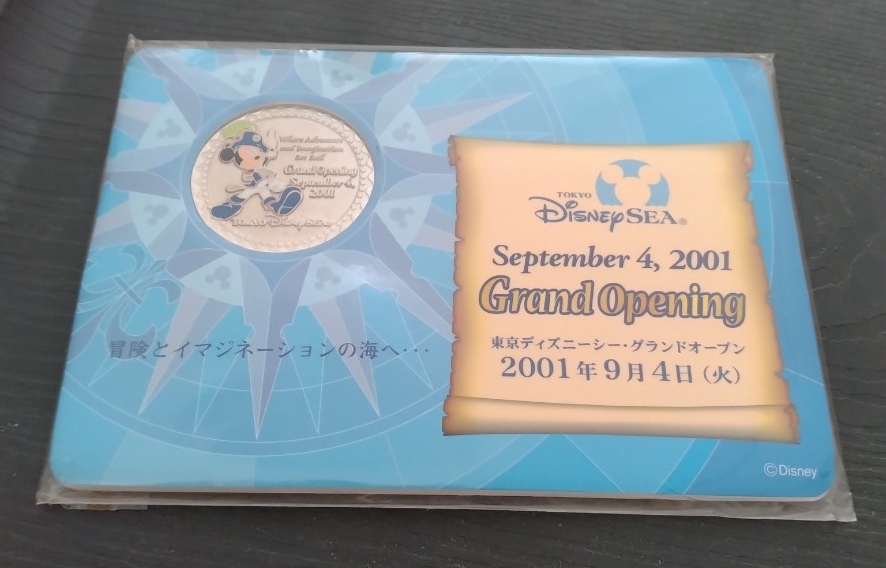 Where Adventure
and Imagination
Set Sail
Grand Opening
September 4,
2001
TOKYO DISNEYSEA
冒険とイマジネーションの海へ・・・
TOKYO
DISNEYSEA®
September 4, 2001
Grand Opening
東京ディズニーシー・グランドオープン
2001年9月4日（火）
©Disney